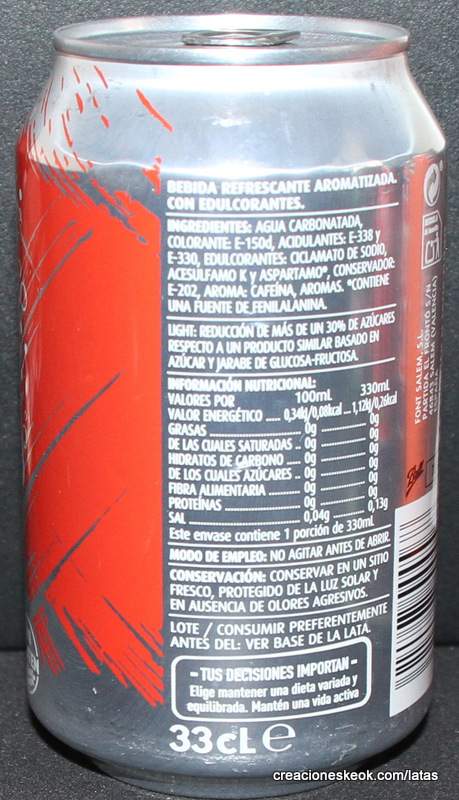 BEBIDA REFRESCANTE AROMATIZADA.
CON EDULCORANTES.
INGREDIENTES: AGUA CARBONATADA,
COLORANTE: E-150d, ACIDULANTES: E-338 y
E-330, EDULCORANTES: CICLAMATO DE SODIO,
ACESULFAMO K y ASPARTAMO*, CONSERVADOR:
E-202, AROMA: CAFEÍNA, AROMAS. *CONTIENE
UNA FUENTE DE FENILALANINA.
LIGHT: REDUCCIÓN DE MÁS DE UN 30% DE AZÚCARES
RESPECTO A UN PRODUCTO SIMILAR BASADO EN
AZÚCAR Y JARABE DE GLUCOSA-FRUCTOSA.
INFORMACIÓN NUTRICIONAL:
VALORES POR 100mL 330mL
VALOR ENERGÉTICO ..... 0,34kJ/0,08kcal ... 1,12kJ/0,26kcal
GRASAS ..... 0g ..... 0g
DE LAS CUALES SATURADAS .. 0g ..... 0g
HIDRATOS DE CARBONO .... 0g ..... 0g
DE LOS CUALES AZÚCARES .. 0g ..... 0g
FIBRA ALIMENTARIA ..... 0g ..... 0g
PROTEÍNAS ..... 0g ..... 0g
SAL ..... 0,04g ..... 0,13g
Este envase contiene 1 porción de 330mL
MODO DE EMPLEO: NO AGITAR ANTES DE ABRIR.
CONSERVACIÓN: CONSERVAR EN UN SITIO
FRESCO, PROTEGIDO DE LA LUZ SOLAR Y
EN AUSENCIA DE OLORES AGRESIVOS.
LOTE / CONSUMIR PREFERENTEMENTE
ANTES DEL: VER BASE DE LA LATA.
- TUS DECISIONES IMPORTAN -
Elige mantener una dieta variada y
equilibrada. Mantén una vida activa
33cL e
FONT SALEM, S.L.
PARTIDA EL FRONTÓ S/N
SALEM (VALENCIA)
creacioneskeok.com/latas